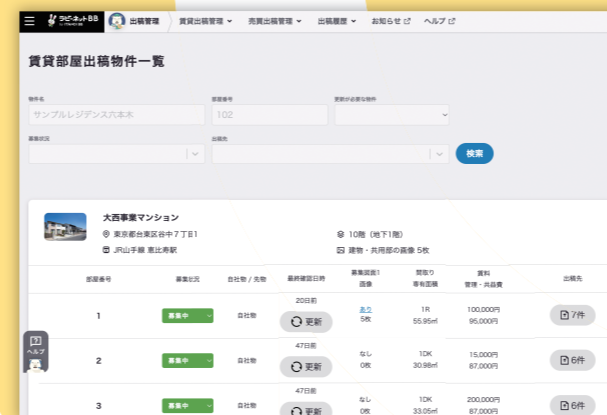 ラビーネットBB
出稿管理
賃貸出稿管理
売買出稿管理
出稿履歴
お知らせ
ヘルプ
賃貸部屋出稿物件一覧
物件名
部屋番号
更新が必要な物件
サンプルレジデンス六本木
102
募集状況
出稿先
検索
大西事業マンション
東京都台東区谷中7丁目1
10階（地下1階）
JR山手線 恵比寿駅
建物・共用部の画像 5枚
部屋番号
募集状況
自社物 / 先物
最終確認日時
募集図面1
画像
間取り
専有面積
賃料
管理・共益費
出稿先
1
募集中
自社物
20日前
更新
あり
5枚
1R
55.95㎡
100,000円
95,000円
7件
2
募集中
自社物
47日前
更新
なし
0枚
1DK
30.98㎡
15,000円
87,000円
6件
3
募集中
自社物
47日前
更新
なし
0枚
1DK
33.05㎡
200,000円
87,000円
6件
ヘルプ